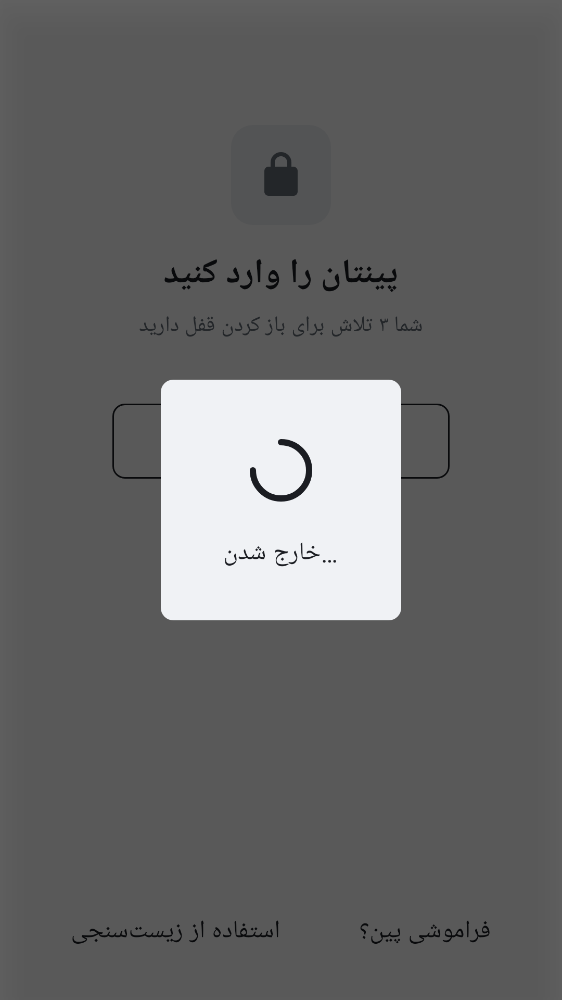 پینتان را وارد کنید
شما ۳ تلاش برای باز کردن قفل دارید
...خارج شدن
فراموشی پین؟
استفاده از زیست‌سنجی